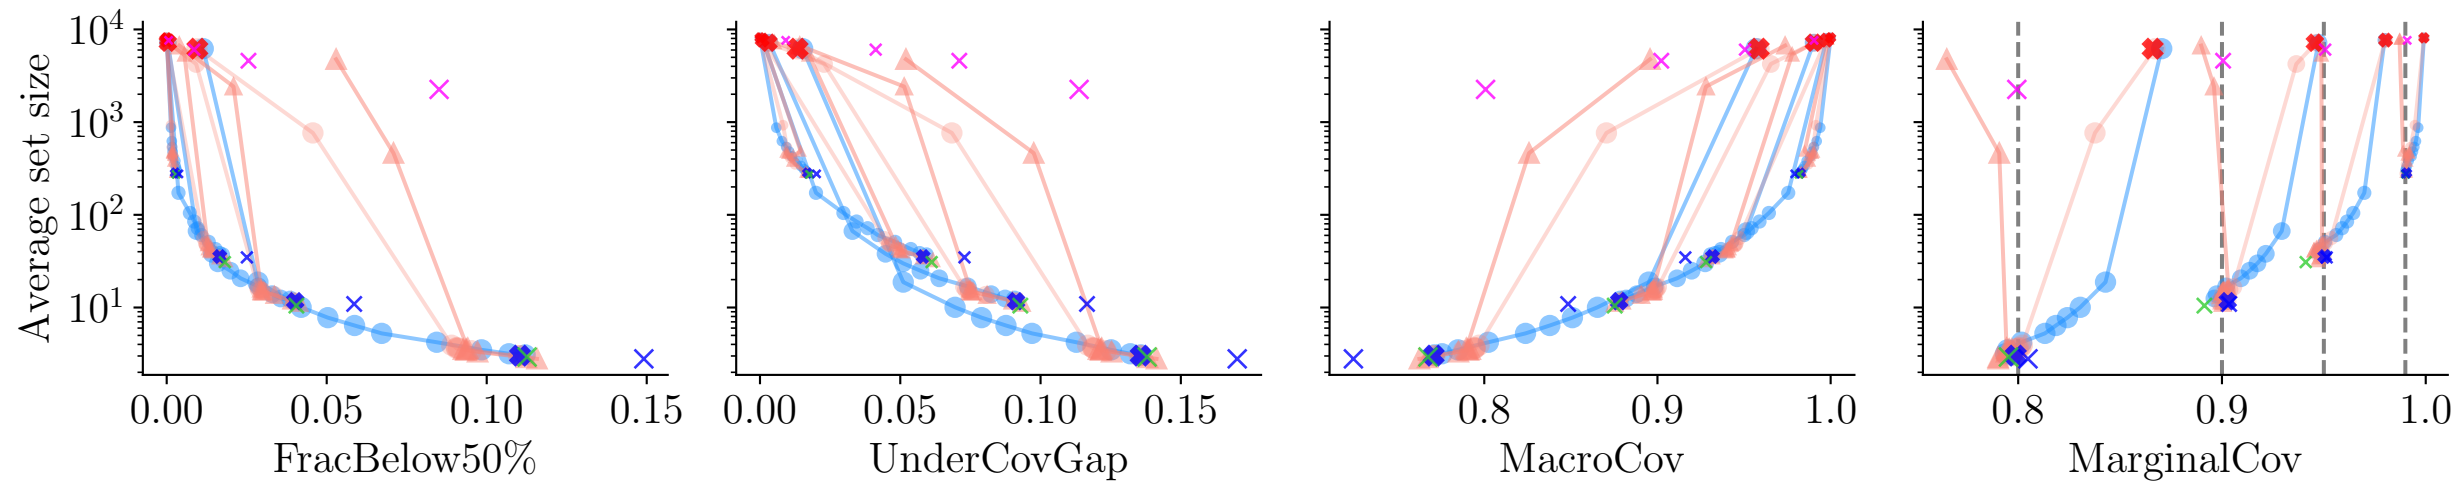 Average set size
10^4
10^3
10^2
10^1
0.00 0.05 0.10 0.15
FracBelow50%
0.00 0.05 0.10 0.15
UnderCovGap
0.8 0.9 1.0
MacroCov
0.8 0.9 1.0
MarginalCov